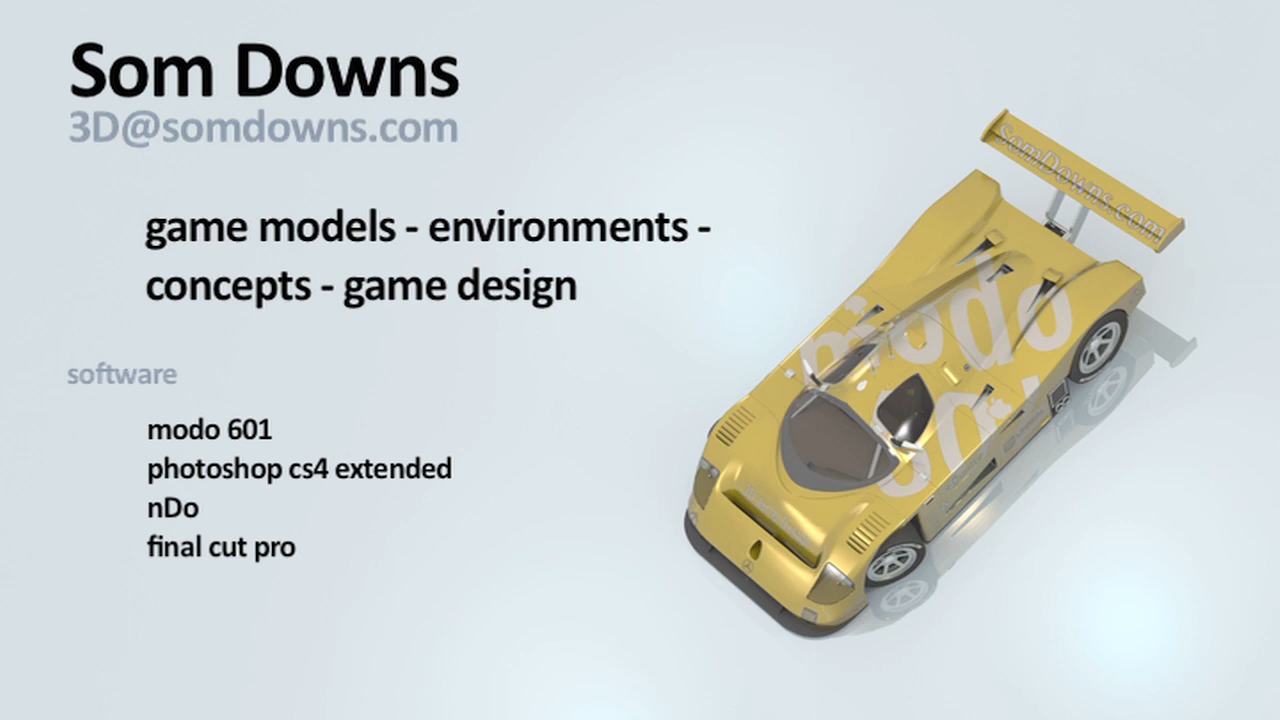 Som Downs
3D@somdowns.com
game models - environments -
concepts - game design
software
modo 601
photoshop cs4 extended
nDo
final cut pro
SomDowns.com
modo